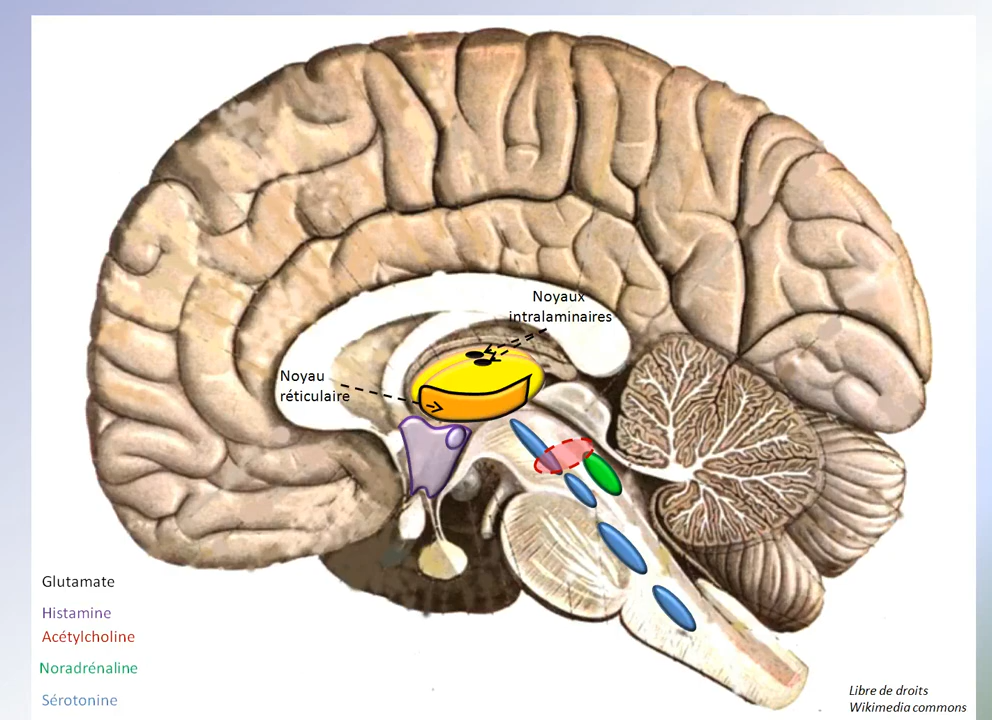 Noyaux
intralaminaires
Noyau
réticulaire
Glutamate
Histamine
Acétylcholine
Noradrénaline
Sérotonine
Libre de droits
Wikimedia commons